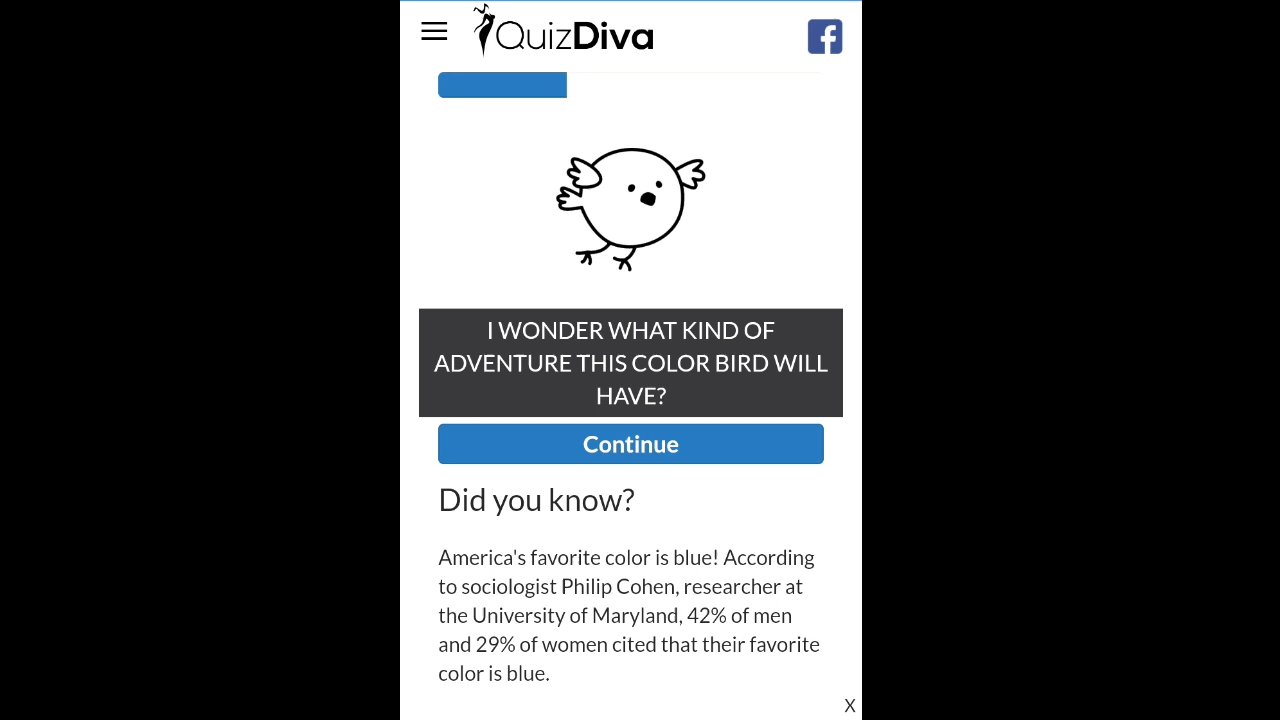 QuizDiva
I WONDER WHAT KIND OF
ADVENTURE THIS COLOR BIRD WILL
HAVE?
Continue
Did you know?
America's favorite color is blue! According
to sociologist Philip Cohen, researcher at
the University of Maryland, 42% of men
and 29% of women cited that their favorite
color is blue.
X